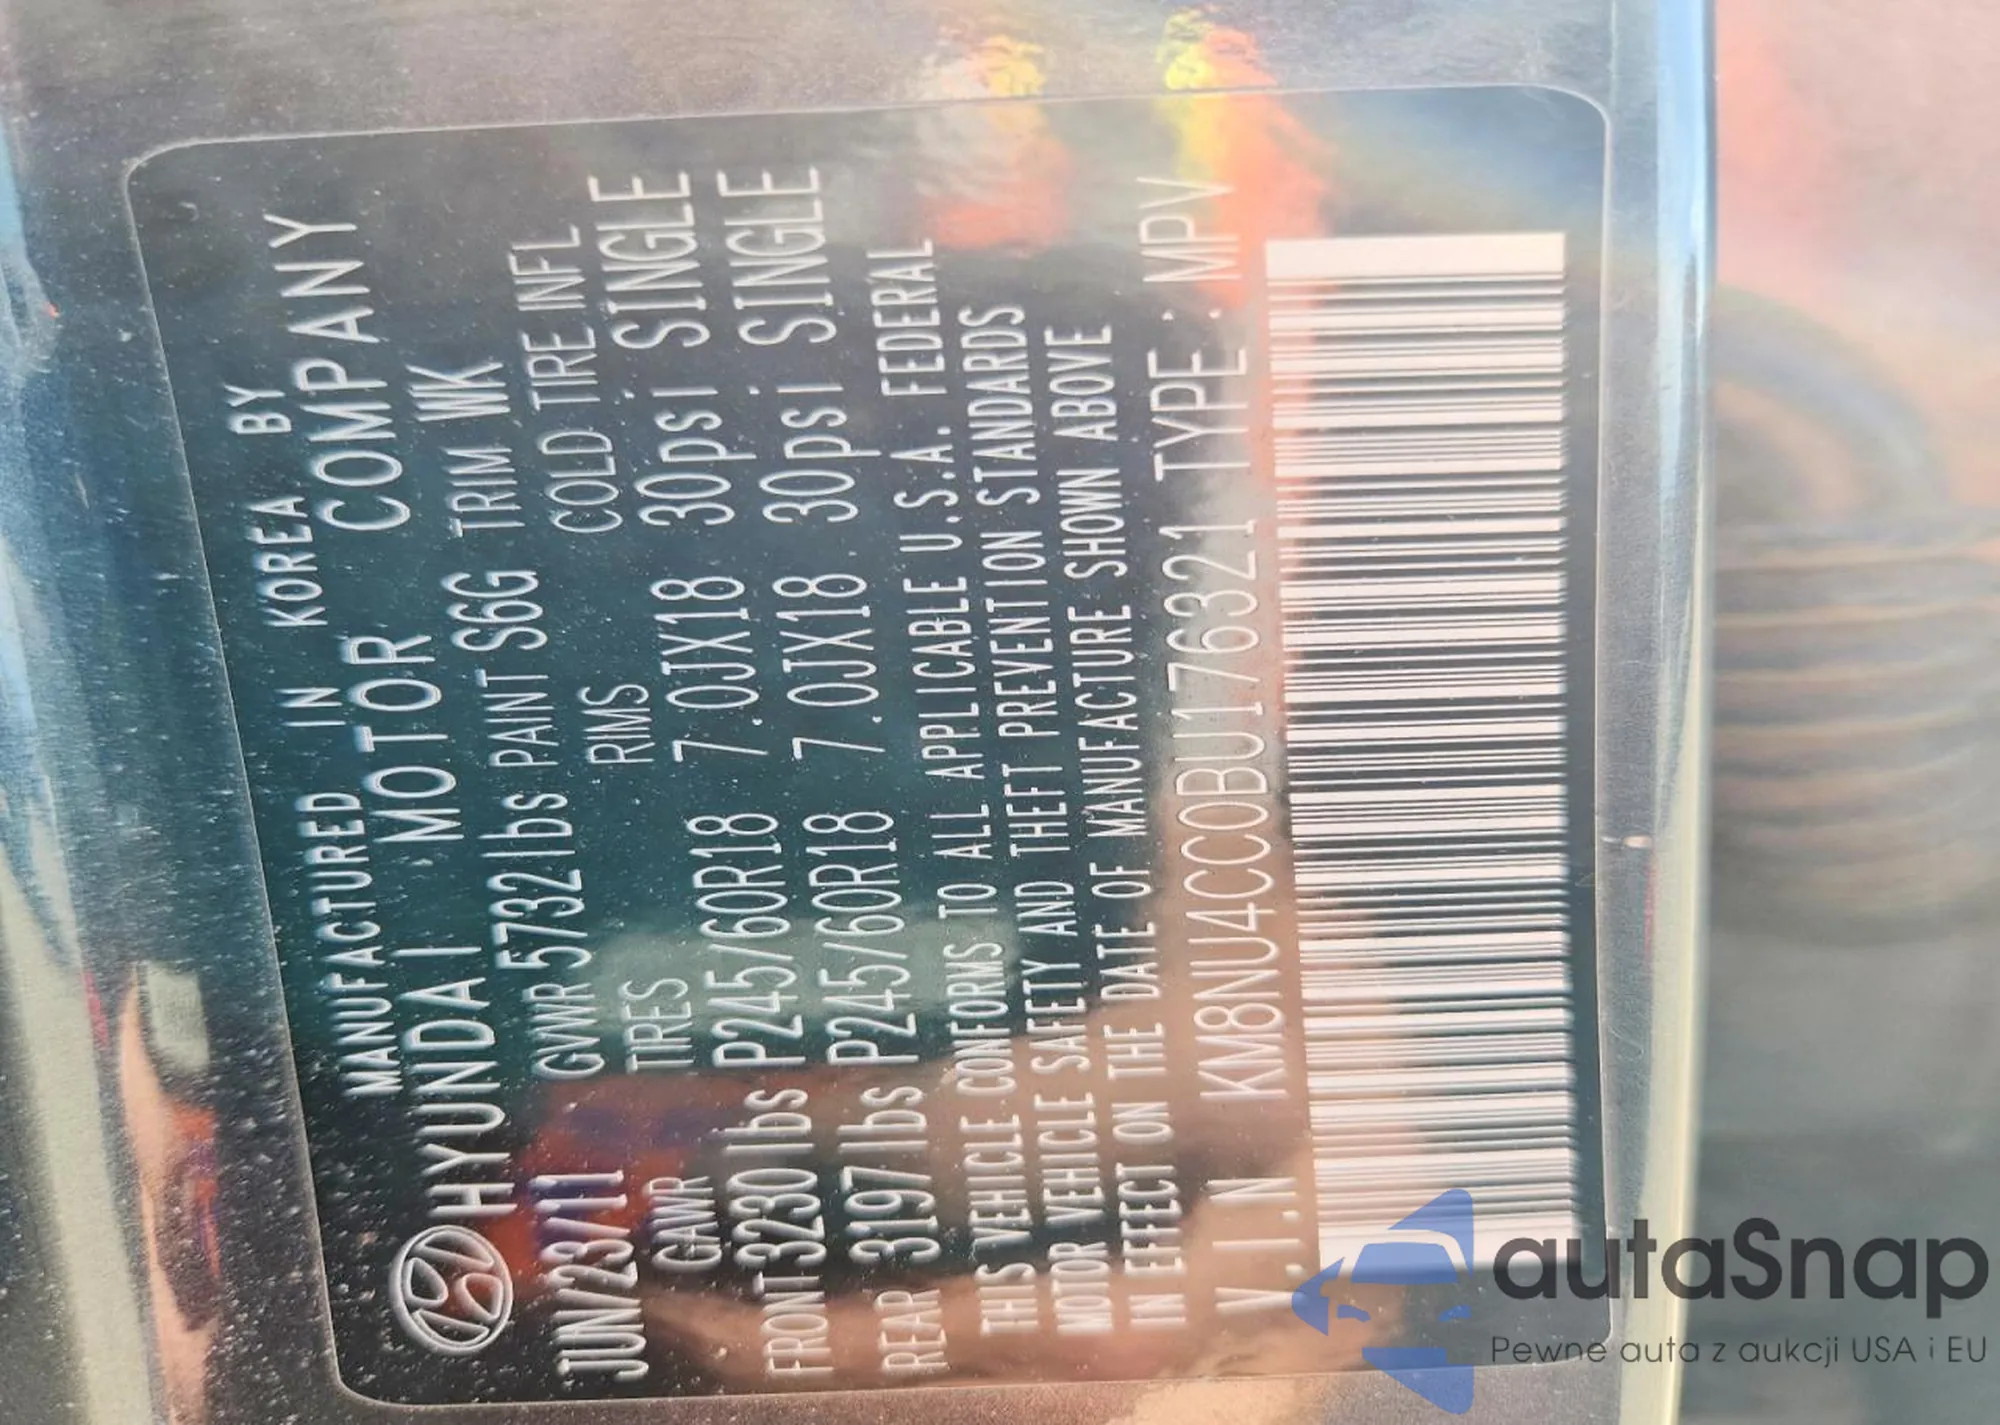 MANUFACTURED IN KOREA BY
HYUNDAI MOTOR COMPANY
JUN/23/11 GVWR 5732lbs PAINT S6G TRIM WK
GAWR TIRES RIMS COLD TIRE INFL
FRONT 3230 lbs P245/60R18 7.0JX18 30psi SINGLE
REAR 3197 lbs P245/60R18 7.0JX18 30psi SINGLE
THIS VEHICLE CONFORMS TO ALL APPLICABLE U.S.A. FEDERAL
MOTOR VEHICLE SAFETY AND THEFT PREVENTION STANDARDS
IN EFFECT ON THE DATE OF MANUFACTURE SHOWN ABOVE
V.I.N KM8NU4CC0BU176321 TYPE: MPV
autaSnap
Pewne auta z aukcji USA i EU